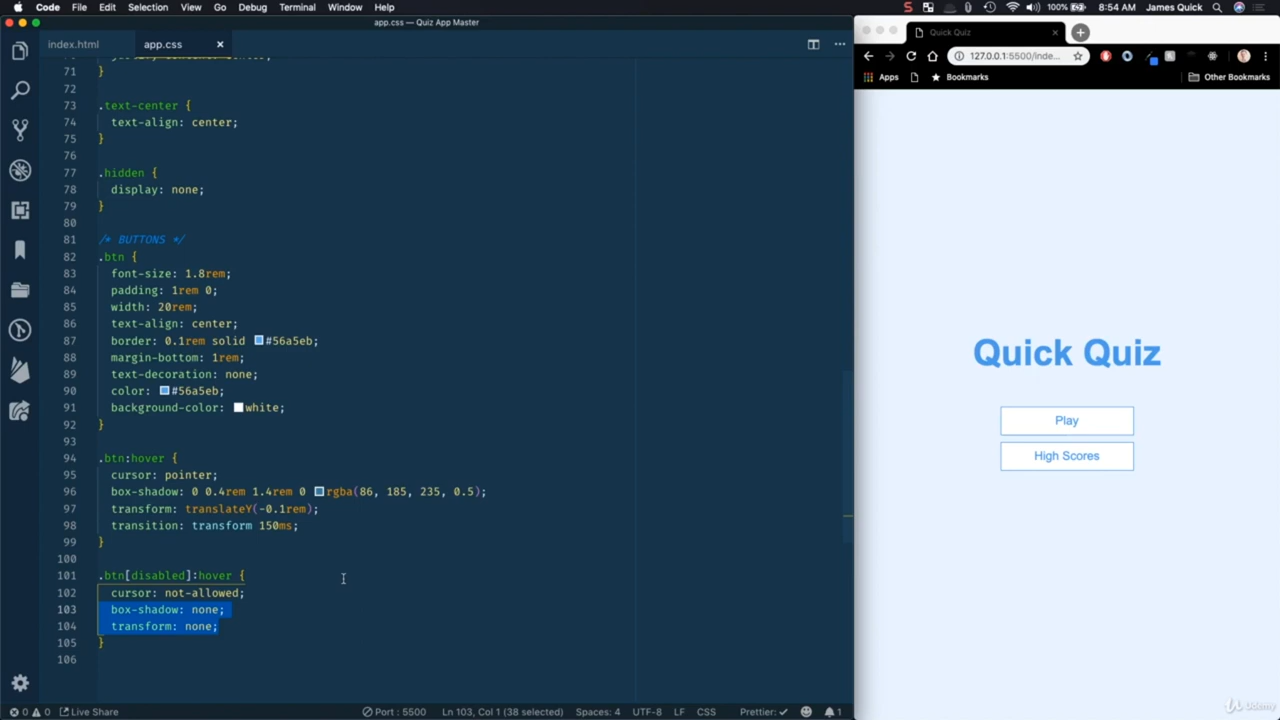 Code File Edit Selection View Go Debug Terminal Window Help
100% 8:54 AM James Quick
app.css — Quiz App Master
index.html app.css
71 }
72
73 .text-center {
74 text-align: center;
75 }
76
77 .hidden {
78 display: none;
79 }
80
81 /* BUTTONS */
82 .btn {
83 font-size: 1.8rem;
84 padding: 1rem 0;
85 width: 20rem;
86 text-align: center;
87 border: 0.1rem solid #56a5eb;
88 margin-bottom: 1rem;
89 text-decoration: none;
90 color: #56a5eb;
91 background-color: white;
92 }
93
94 .btn:hover {
95 cursor: pointer;
96 box-shadow: 0 0.4rem 1.4rem 0 rgba(86, 185, 235, 0.5);
97 transform: translateY(-0.1rem);
98 transition: transform 150ms;
99 }
100
101 .btn[disabled]:hover {
102 cursor: not-allowed;
103 box-shadow: none;
104 transform: none;
105 }
106
0 0 Live Share Port : 5500 Ln 103, Col 1 (38 selected) Spaces: 4 UTF-8 LF CSS Prettier: ✓ 1
Quick Quiz
127.0.0.1:5500/inde...
Apps Bookmarks Other Bookmarks
Quick Quiz
Play
High Scores
Udemy